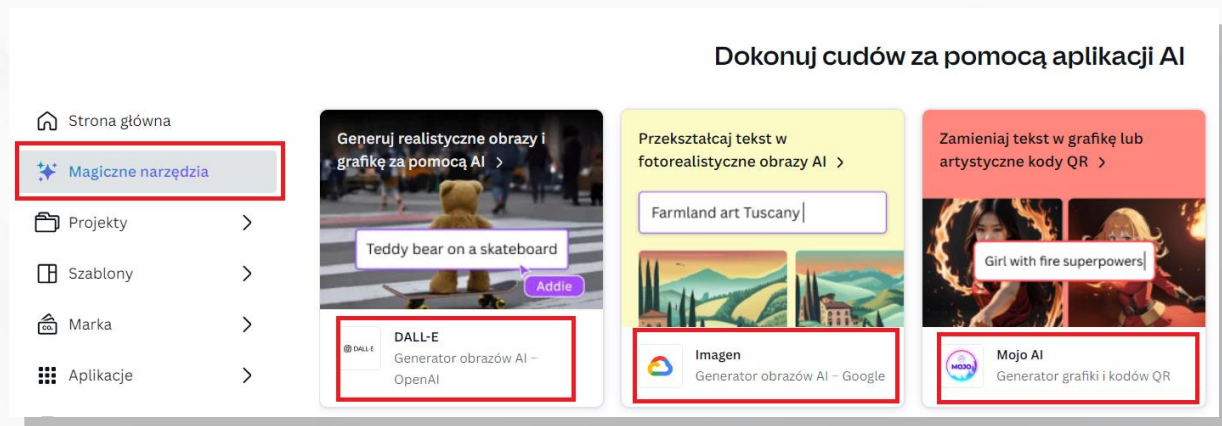 Dokonuj cudów za pomocą aplikacji AI
Strona główna
Magiczne narzędzia
Projekty
Szablony
Marka
Aplikacje
Generuj realistyczne obrazy i
grafikę za pomocą AI >
Teddy bear on a skateboard
Addie
DALL-E
DALL-E
Generator obrazów AI –
OpenAI
Przekształcaj tekst w
fotorealistyczne obrazy AI >
Farmland art Tuscany
Imagen
Generator obrazów AI – Google
Zamieniaj tekst w grafikę lub
artystyczne kody QR >
Girl with fire superpowers
MOJO
Mojo AI
Generator grafiki i kodów QR